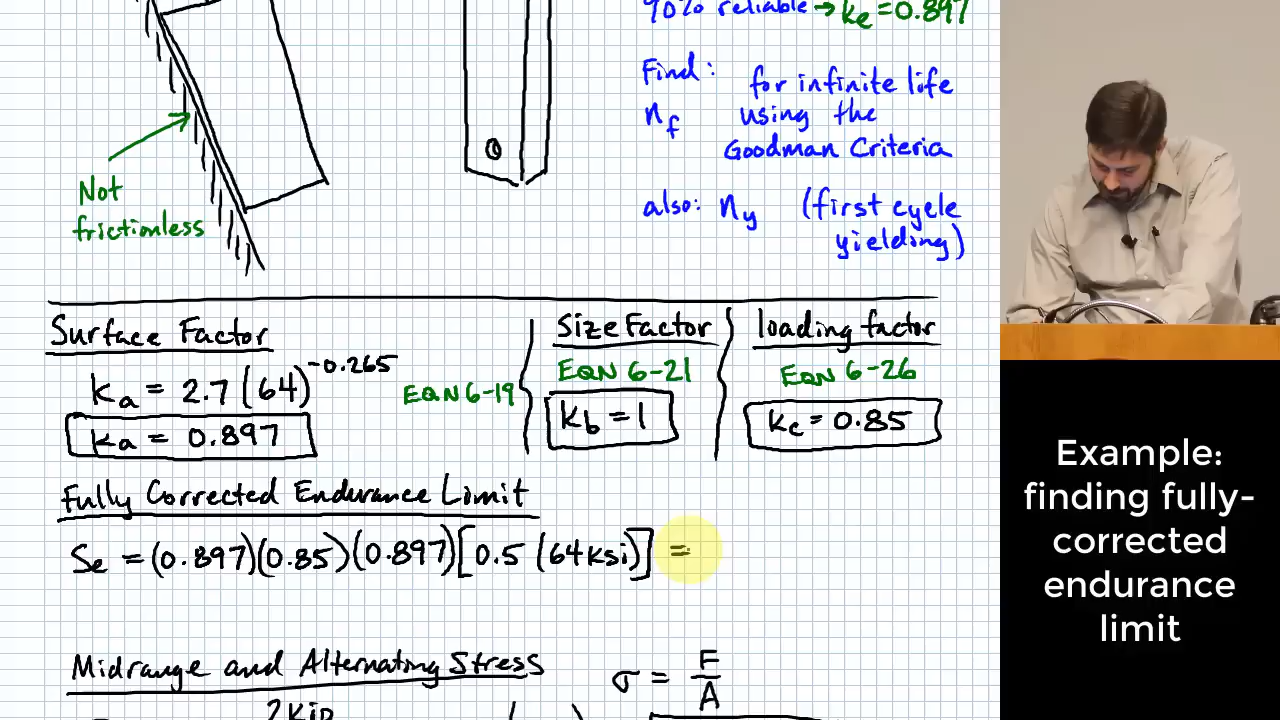 90% reliable → ke = 0.897
Find: for infinite life
nf using the
Goodman Criteria
Not
frictionless
also: ny (first cycle
yielding)
Surface Factor
ka = 2.7 (64)^-0.265
EQN 6-19
ka = 0.897
Size Factor
EQN 6-21
kb = 1
loading factor
EQN 6-26
kc = 0.85
Fully Corrected Endurance Limit
Se = (0.897)(0.85)(0.897)[0.5 (64 ksi)] =
Midrange and Alternating Stress
σ = F/A
2 Kip
Example:
finding fully-
corrected
endurance
limit